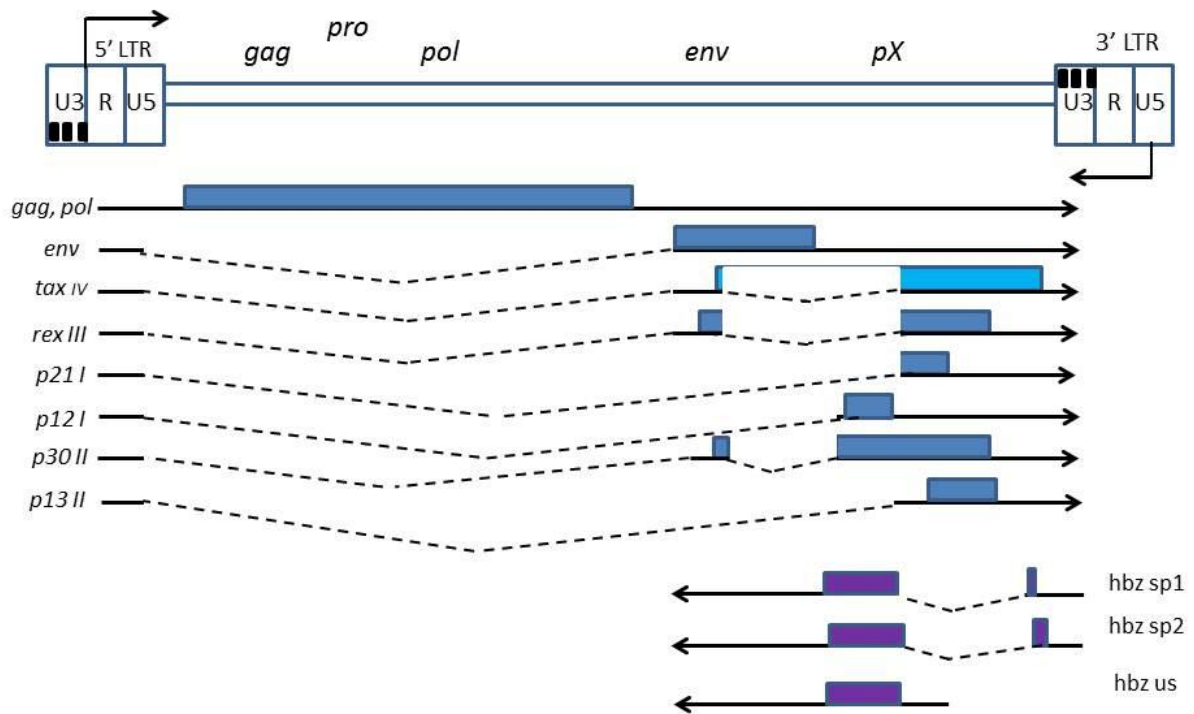 pro
5' LTR gag pol env pX 3' LTR
U3 R U5 U3 R U5
gag, pol
env
tax IV
rex III
p21 I
p12 I
p30 II
p13 II
hbz sp1
hbz sp2
hbz us